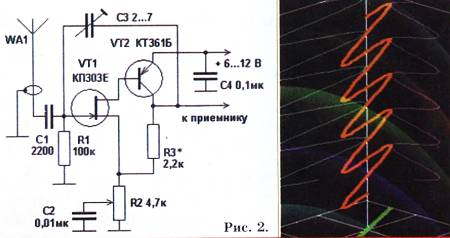 C3 2...7
VT2 КТ361Б
WA1
VT1
КП303Е
+ 6...12 В
C4 0,1мк
к приемнику
C1
2200
R1
100к
R3*
2,2к
C2
0,01мк
R2 4,7к
Рис. 2.